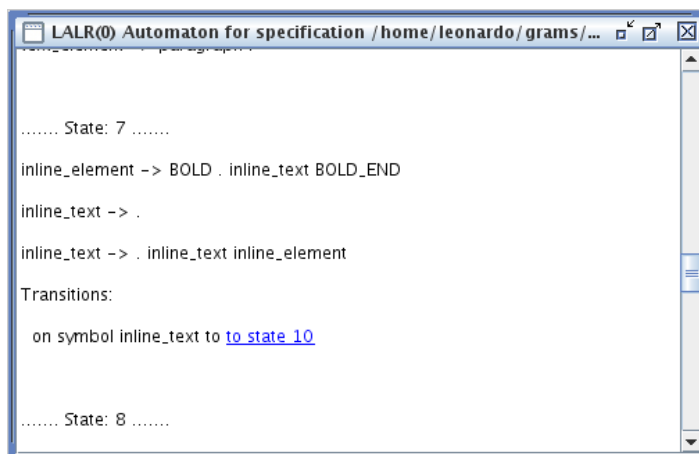 LALR(0) Automaton for specification /home/leonardo/grams/...
....... State: 7 .......
inline_element -> BOLD . inline_text BOLD_END
inline_text -> .
inline_text -> . inline_text inline_element
Transitions:
on symbol inline_text to to state 10
....... State: 8 .......